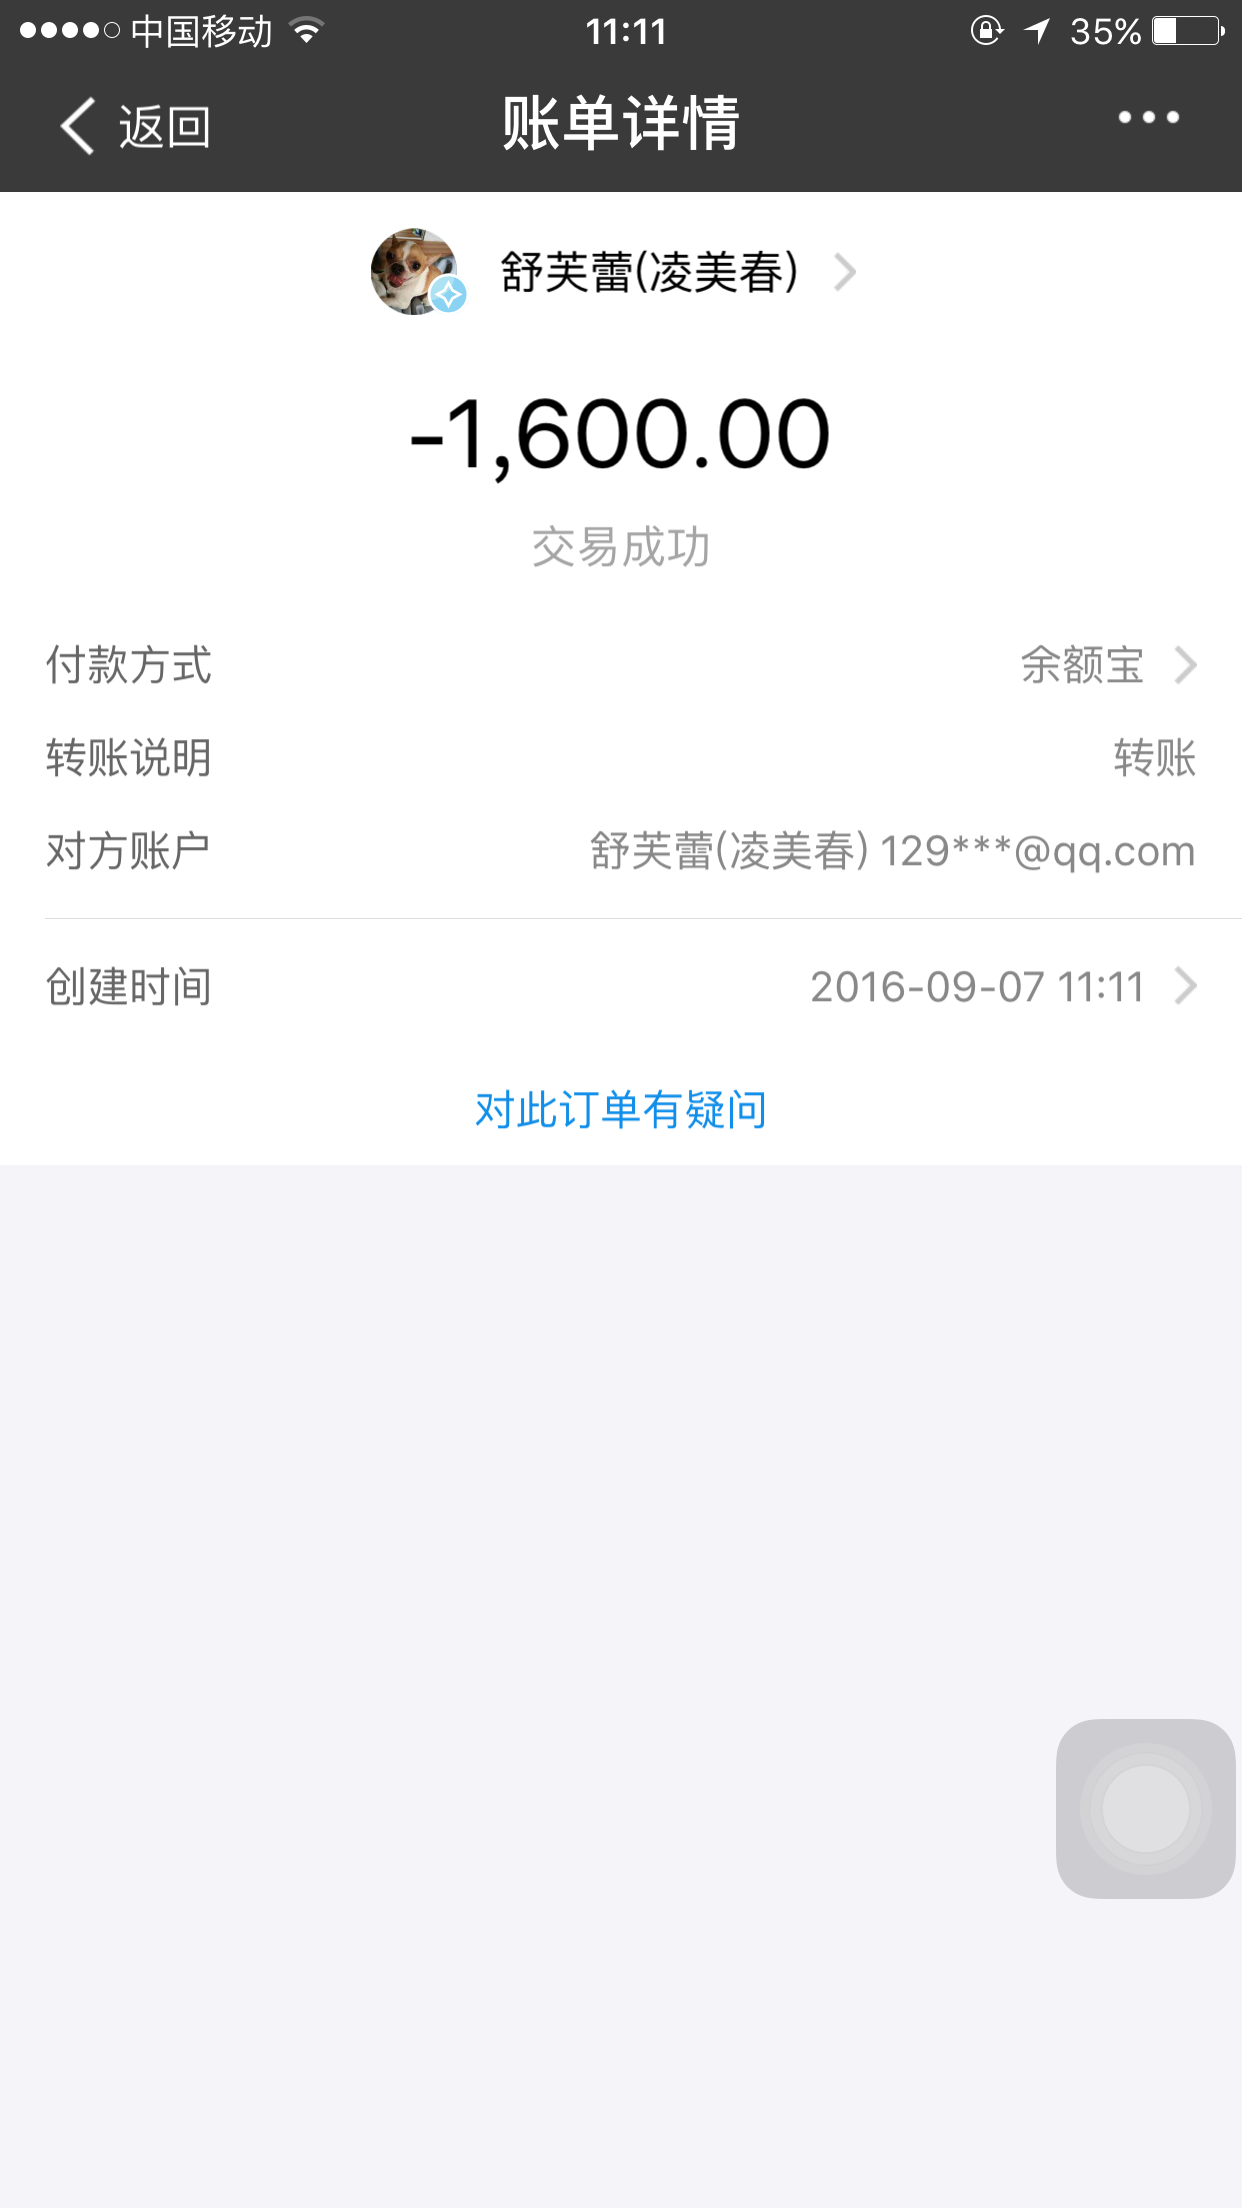 中国移动 11:11 35%
返回 账单详情
舒芙蕾(凌美春)
-1,600.00
交易成功
付款方式 余额宝
转账说明 转账
对方账户 舒芙蕾(凌美春) 129***@qq.com
创建时间 2016-09-07 11:11
对此订单有疑问